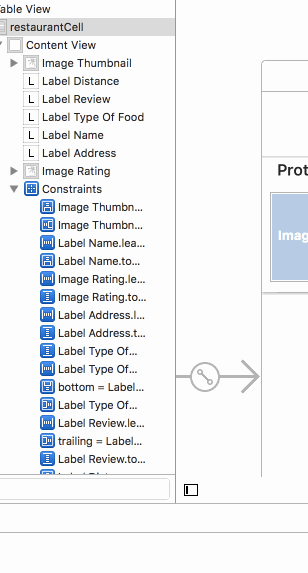 able View
restaurantCell
Content View
Image Thumbnail
L Label Distance
L Label Review
L Label Type Of Food
L Label Name
L Label Address
Image Rating
Constraints
Image Thumbn...
Image Thumbn...
Label Name.lea...
Label Name.to...
Image Rating.le...
Image Rating.to...
Label Address.l...
Label Address.t...
Label Type Of...
Label Type Of...
bottom = Label...
Label Type Of...
Label Review.le...
trailing = Label...
Label Review.to...
Prot
Imag